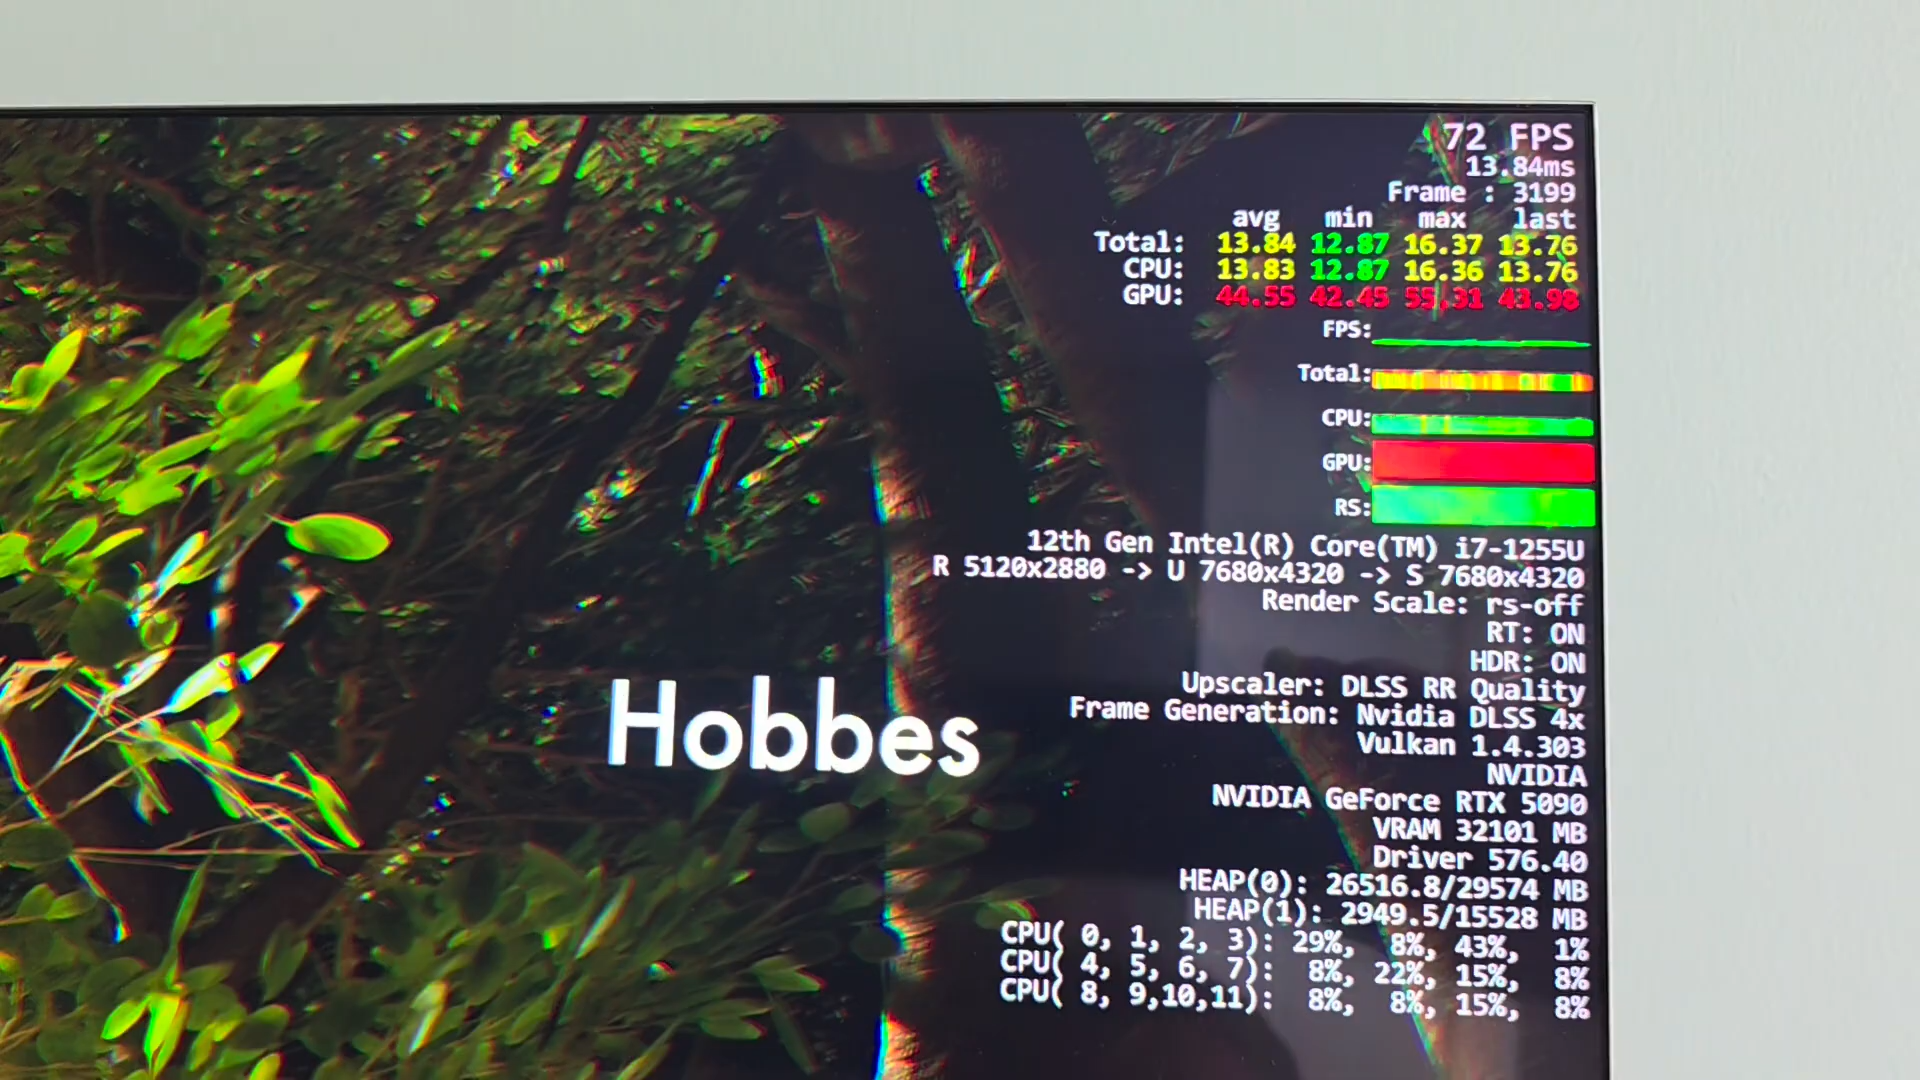 72 FPS
13.84ms
Frame : 3199
avg min max last
Total: 13.84 12.87 16.37 13.76
CPU: 13.83 12.87 16.36 13.76
GPU: 44.55 42.45 55.31 43.98
FPS:
Total:
CPU:
GPU:
RS:
12th Gen Intel(R) Core(TM) i7-1255U
R 5120x2880 -> U 7680x4320 -> S 7680x4320
Render Scale: rs-off
RT: ON
HDR: ON
Upscaler: DLSS RR Quality
Frame Generation: Nvidia DLSS 4x
Vulkan 1.4.303
NVIDIA
NVIDIA GeForce RTX 5090
VRAM 32101 MB
Driver 576.40
HEAP(0): 26516.8/29574 MB
HEAP(1): 2949.5/15528 MB
CPU( 0, 1, 2, 3): 29%, 8%, 43%, 1%
CPU( 4, 5, 6, 7): 8%, 22%, 15%, 8%
CPU( 8, 9,10,11): 8%, 8%, 15%, 8%
Hobbes